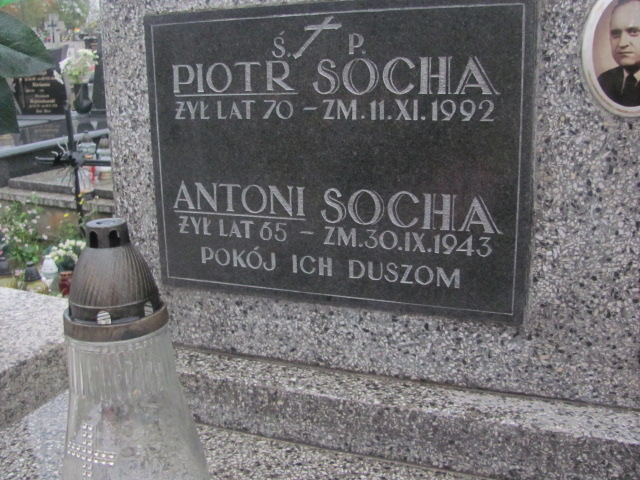 Ś. P.
PIOTR SOCHA
ŻYŁ LAT 70 – ZM. 11.XI.1992
ANTONI SOCHA
ŻYŁ LAT 65 – ZM. 30.IX.1943
POKÓJ ICH DUSZOM